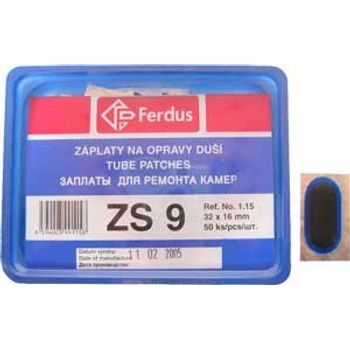 Ferdus
ZÁPLATY NA OPRAVY DUŠÍ
TUBE PATCHES
ЗАПЛАТЫ ДЛЯ РЕМОНТА КАМЕР
ZS 9
Ref. No. 1.15
32 x 16 mm
50 ks/pcs/шт.
Datum výroby:
Date of manufacture:
Дата производства:
11 02 2005